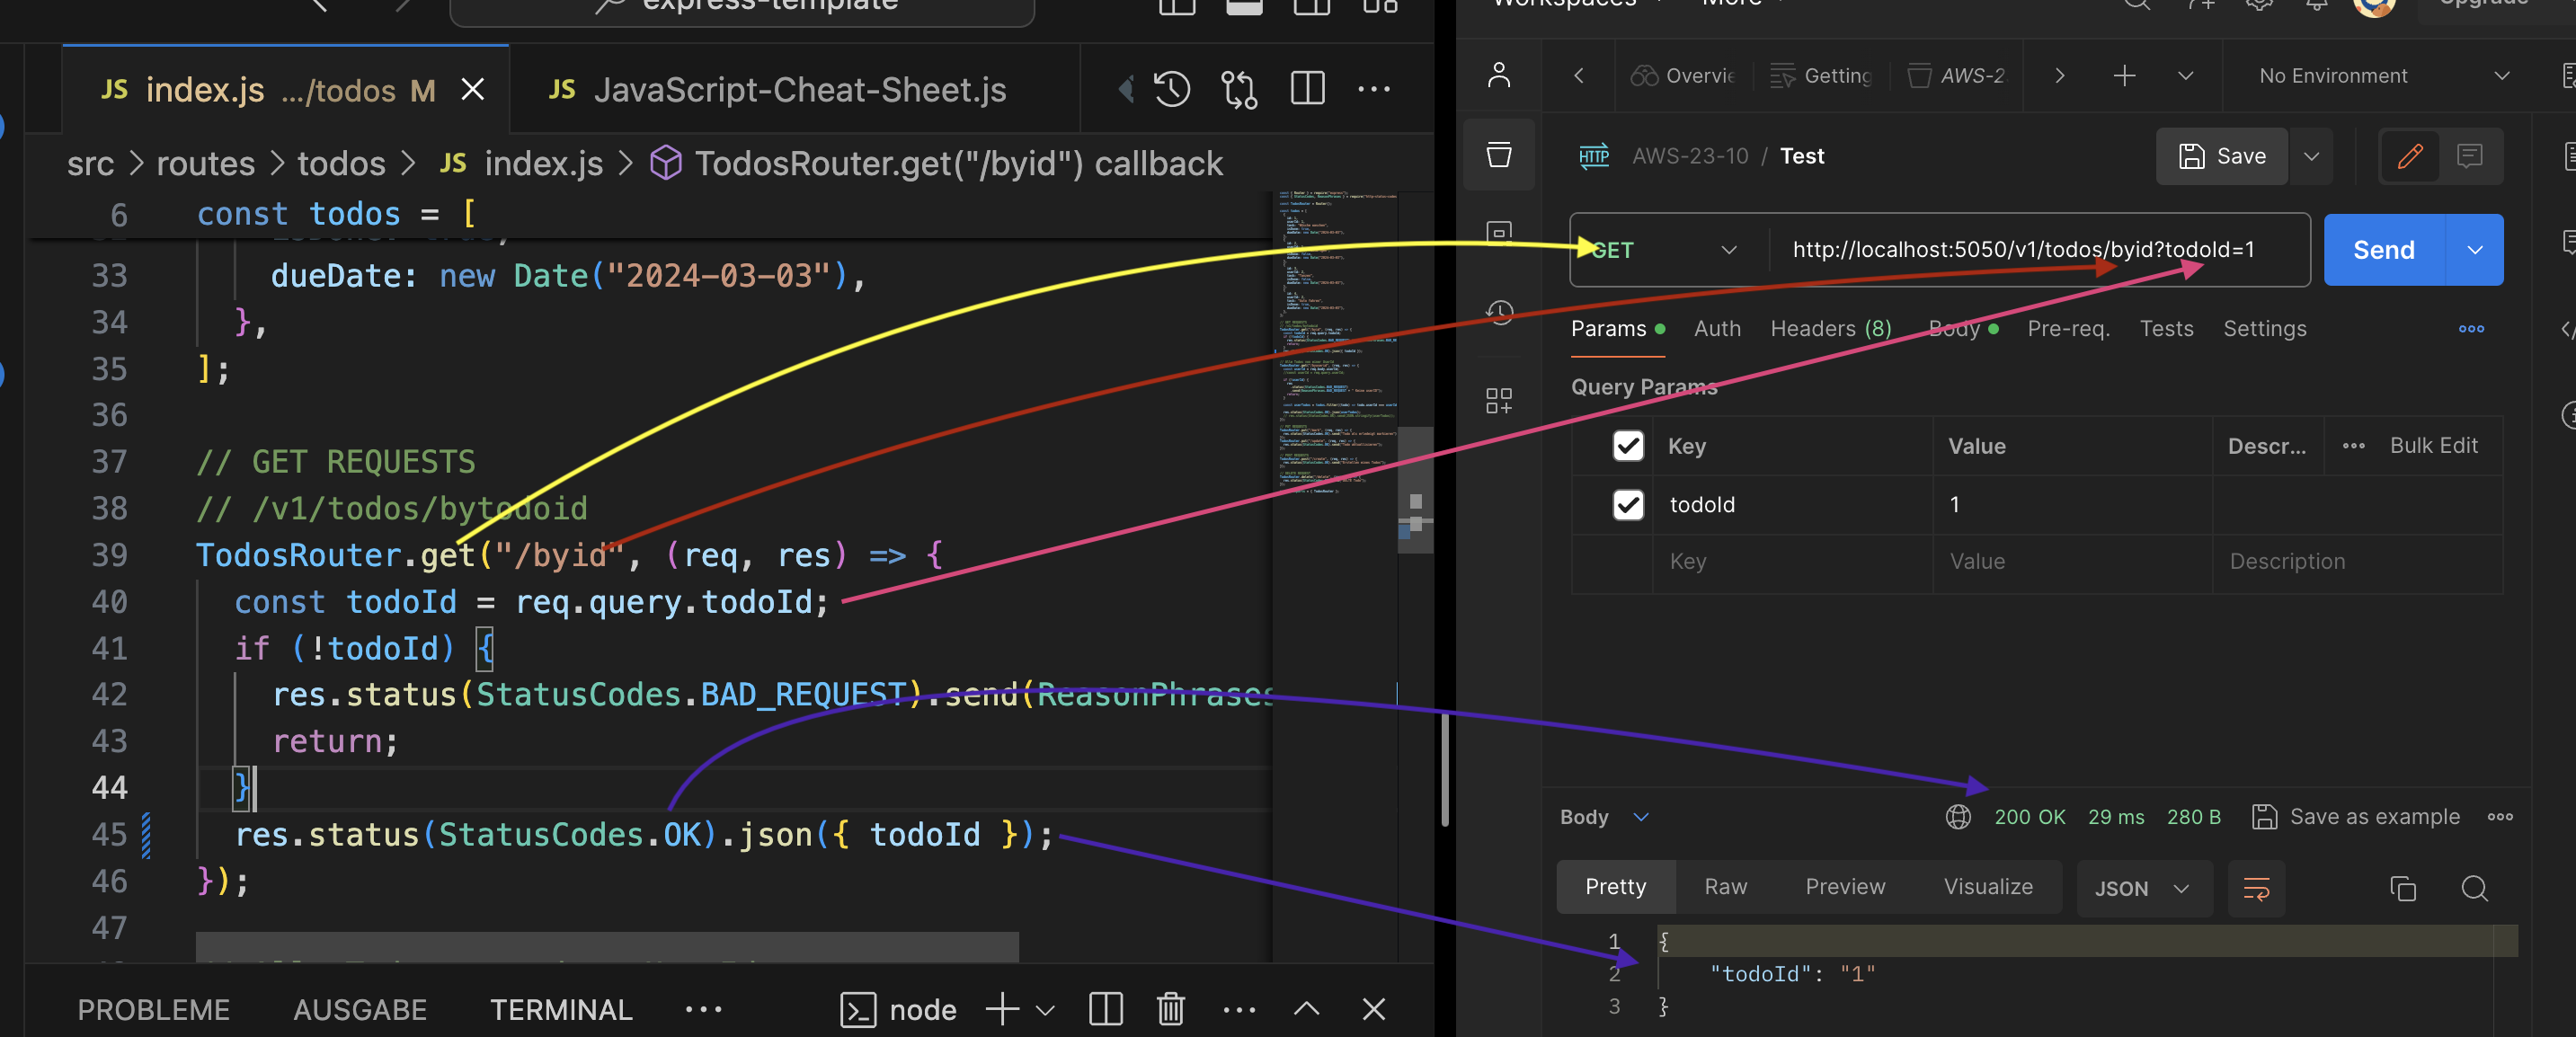 express-template
index.js .../todos M
JavaScript-Cheat-Sheet.js
src > routes > todos > JS index.js > TodosRouter.get("/byid") callback
6 const todos = [
33 dueDate: new Date("2024-03-03"),
34 },
35 ];
36
37 // GET REQUESTS
38 // /v1/todos/bytodoid
39 TodosRouter.get("/byid", (req, res) => {
40 const todoId = req.query.todoId;
41 if (!todoId) {
42 res.status(StatusCodes.BAD_REQUEST).send(ReasonPhrases
43 return;
44 }
45 res.status(StatusCodes.OK).json({ todoId });
46 });
47
PROBLEME AUSGABE TERMINAL ... node
Workspaces More
Upgrade
Overvie Getting AWS-2 No Environment
HTTP AWS-23-10 / Test Save
GET http://localhost:5050/v1/todos/byid?todoId=1 Send
Params Auth Headers (8) Body Pre-req. Tests Settings
Query Params
Key Value Descr... Bulk Edit
todoId 1
Key Value Description
Body 200 OK 29 ms 280 B Save as example
Pretty Raw Preview Visualize JSON
1 {
2 "todoId": "1"
3 }